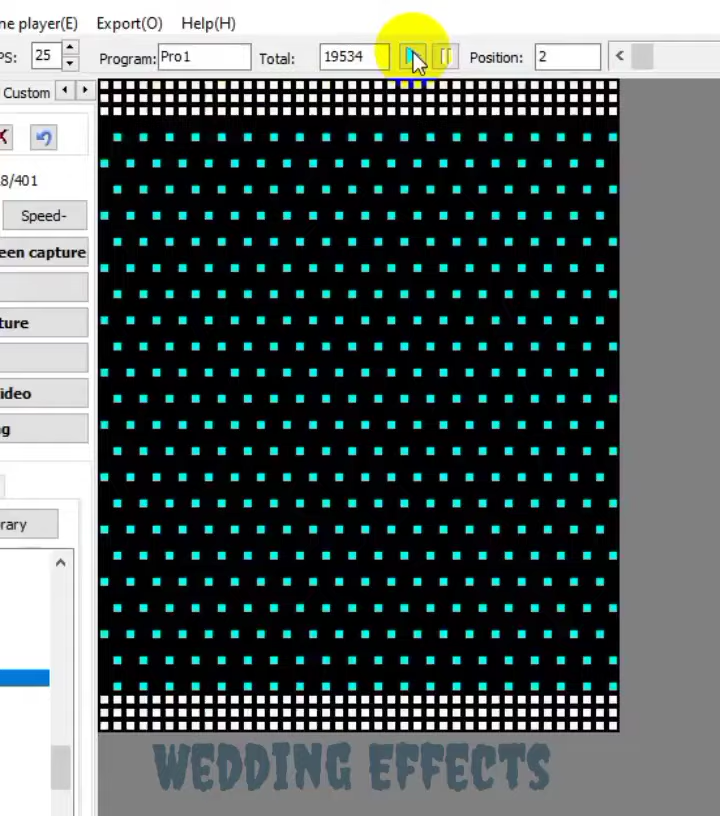 ne player(E) Export(O) Help(H)
PS: 25 Program: Pro1 Total: 19534 Position: 2 <
Custom
8/401
Speed-
een capture
ture
ideo
g
rary
WEDDING EFFECTS